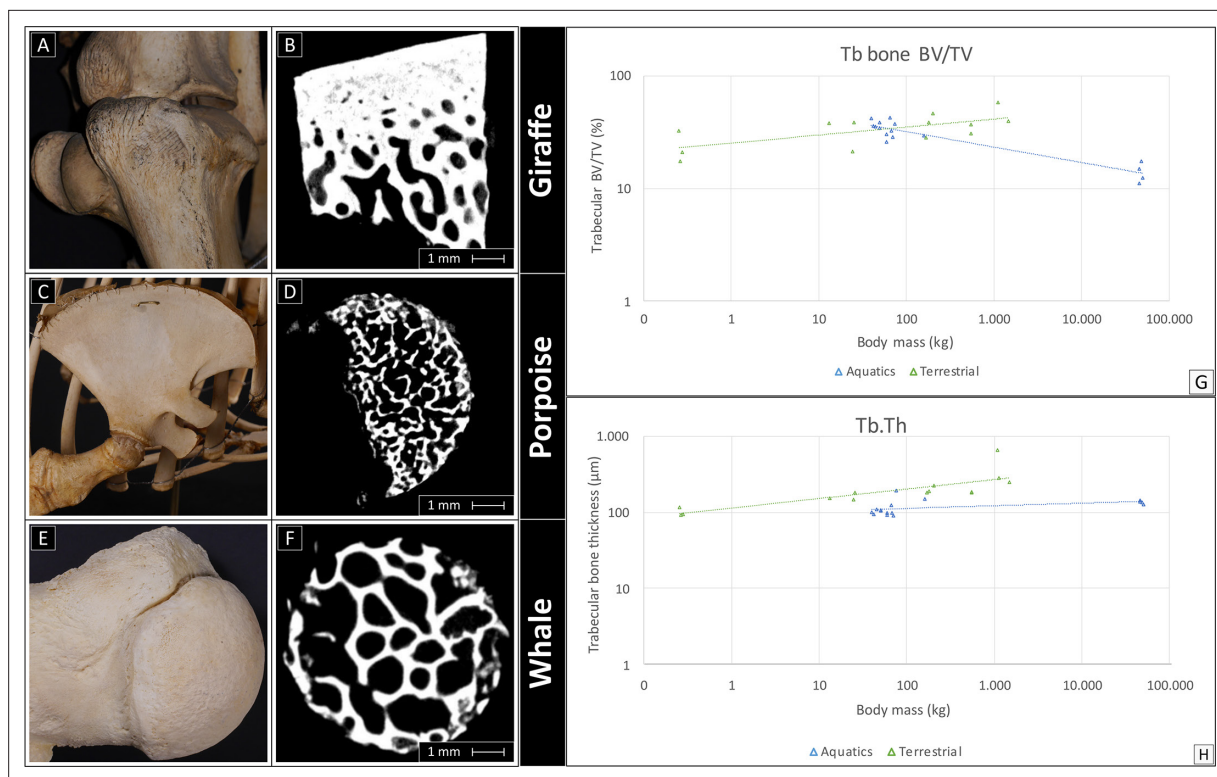 A
B
1 mm
Giraffe
C
D
1 mm
Porpoise
E
F
1 mm
Whale
Tb bone BV/TV
Trabecular BV/TV (%)
100
10
1
0 1 10 100 1.000 10.000 100.000
Body mass (kg)
Aquatics Terrestrial
G
Tb.Th
Trabecular bone thickness (µm)
1.000
100
10
1
0 1 10 100 1.000 10.000 100.000
Body mass (kg)
Aquatics Terrestrial
H